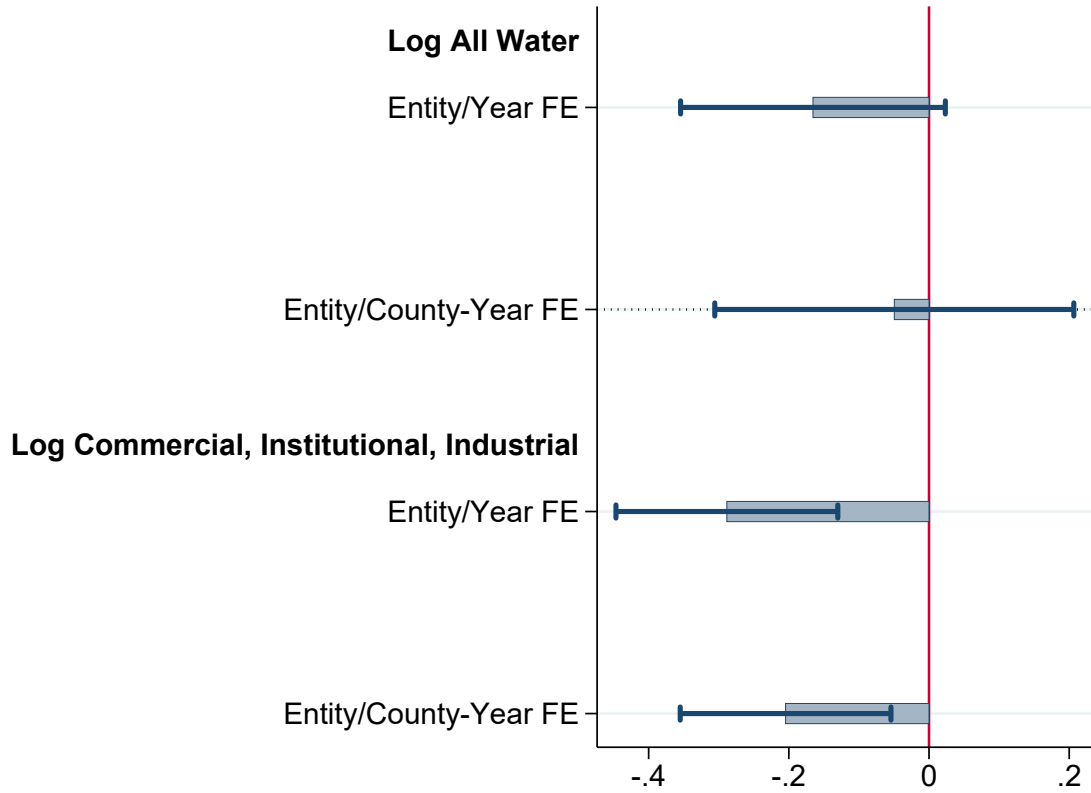 Log All Water
Entity/Year FE
Entity/County-Year FE
Log Commercial, Institutional, Industrial
Entity/Year FE
Entity/County-Year FE
-.4 -.2 0 .2